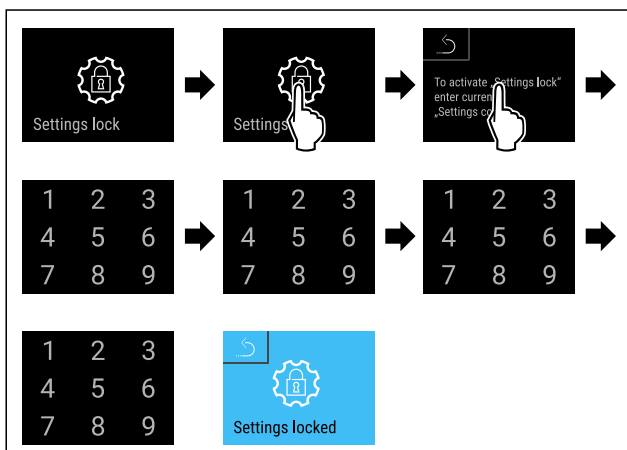 Settings lock
Settings
To activate „Settings lock“
enter curren
„Settings co
1 2 3
4 5 6
7 8 9
1 2 3
4 5 6
7 8 9
1 2 3
4 5 6
7 8 9
1 2 3
4 5 6
7 8 9
Settings locked